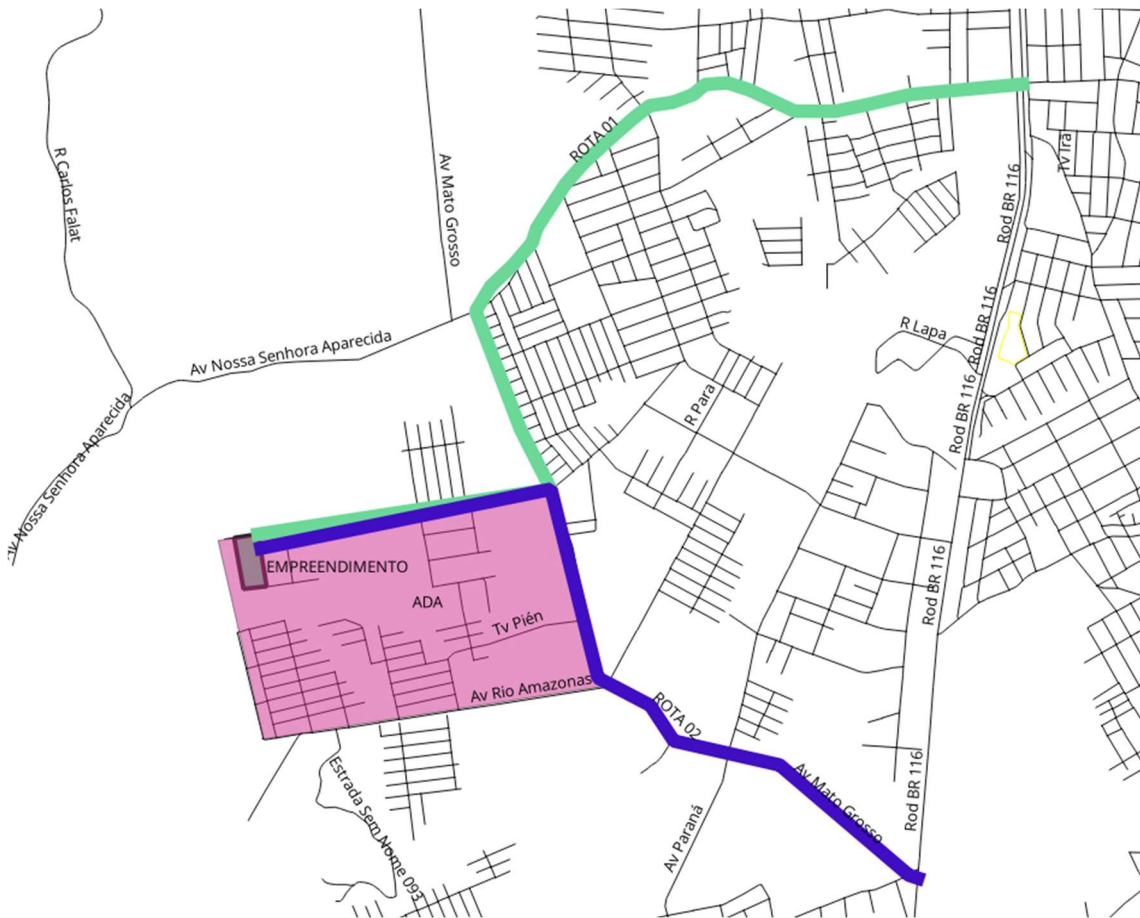 ROTA 01
Tv Irã
R Carlos Falat
Av Mato Grosso
Rod BR 116
Rod BR 116
R Lapa
Av Nossa Senhora Aparecida
Rod BR 116
R Para
Av Nossa Senhora Aparecida
EMPREENDIMENTO
Rod BR 116
ADA
Tv Pién
Av Rio Amazonas
ROTA 02
Av Mato Grosso
Rod BR 116
Estrada Sem Nome 093
Av Paraná